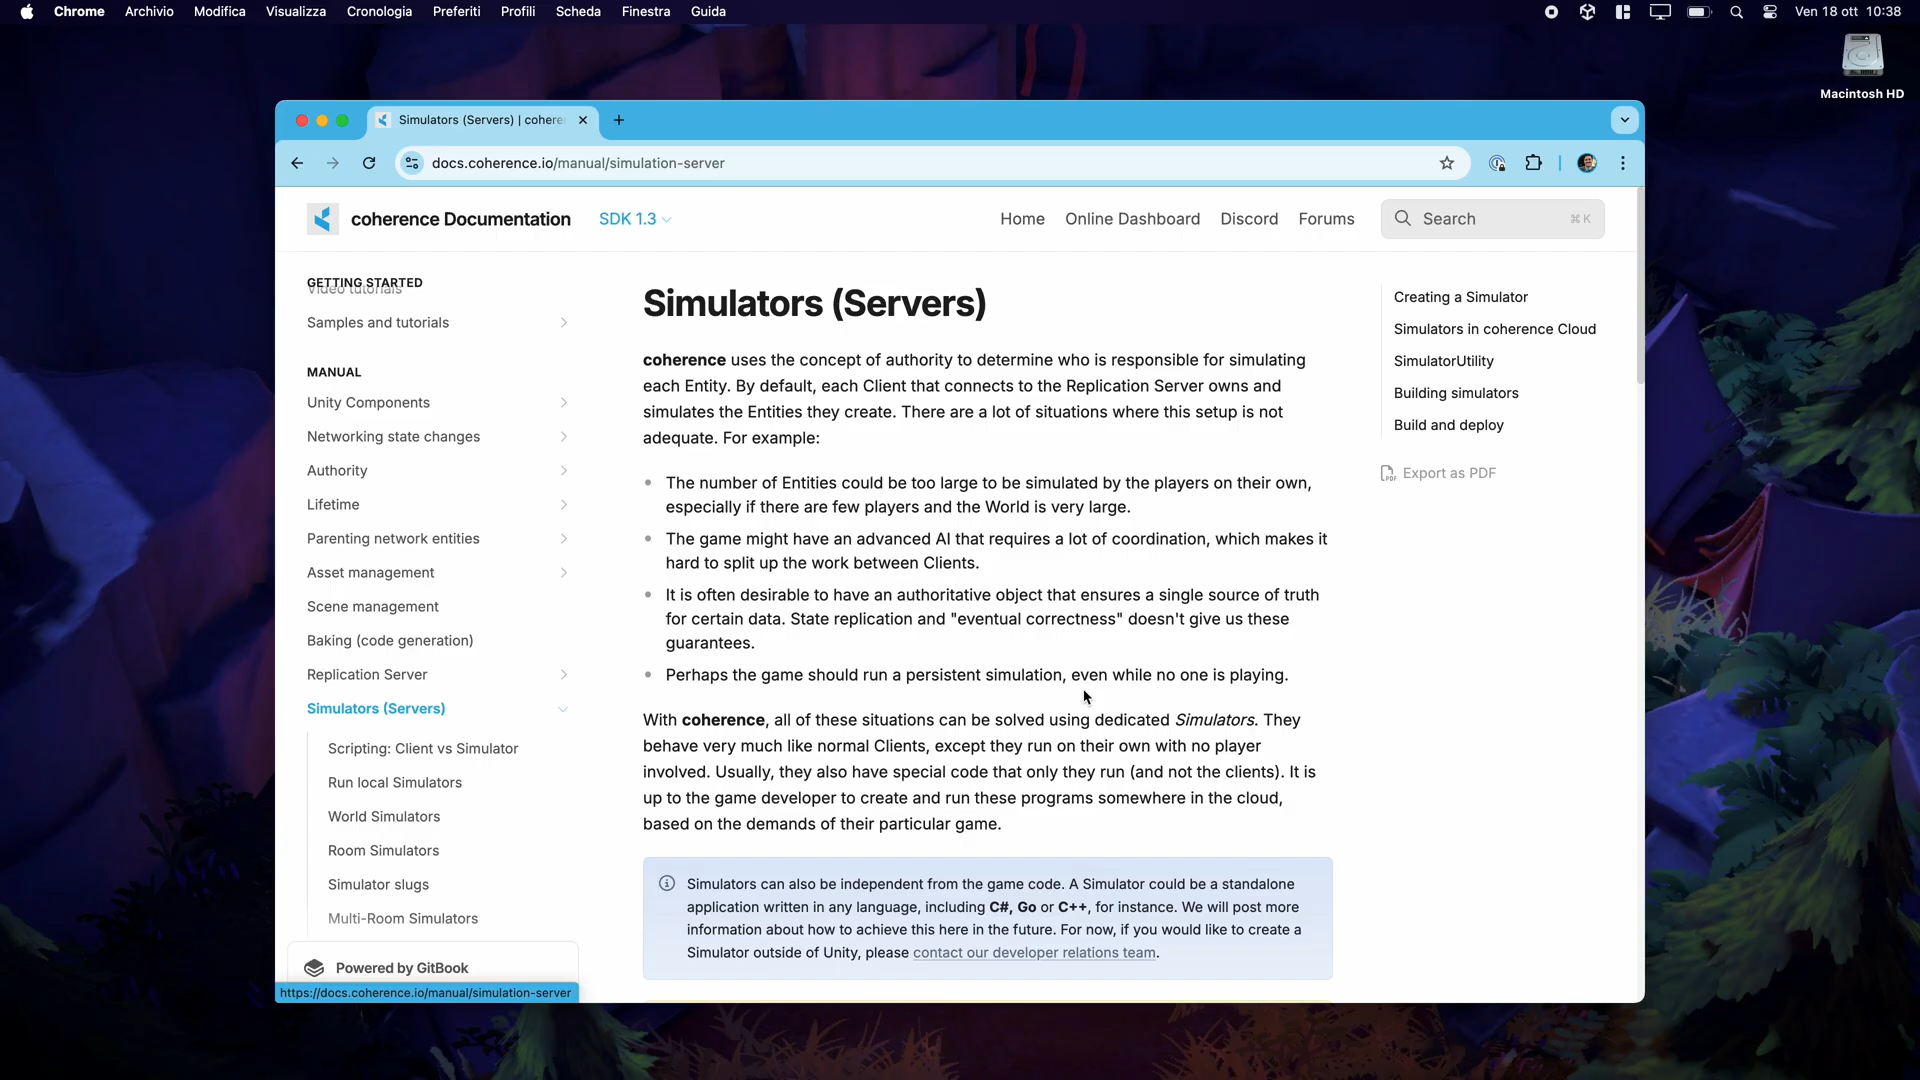 Chrome Archivio Modifica Visualizza Cronologia Preferiti Profili Scheda Finestra Guida
Ven 18 ott 10:38
Macintosh HD
Simulators (Servers) | cohere
docs.coherence.io/manual/simulation-server
coherence Documentation
SDK 1.3
Home Online Dashboard Discord Forums
Search ⌘ K
GETTING STARTED
Video tutorials
Samples and tutorials
MANUAL
Unity Components
Networking state changes
Authority
Lifetime
Parenting network entities
Asset management
Scene management
Baking (code generation)
Replication Server
Simulators (Servers)
Scripting: Client vs Simulator
Run local Simulators
World Simulators
Room Simulators
Simulator slugs
Multi-Room Simulators
Powered by GitBook
https://docs.coherence.io/manual/simulation-server
Simulators (Servers)
coherence uses the concept of authority to determine who is responsible for simulating
each Entity. By default, each Client that connects to the Replication Server owns and
simulates the Entities they create. There are a lot of situations where this setup is not
adequate. For example:
• The number of Entities could be too large to be simulated by the players on their own,
especially if there are few players and the World is very large.
• The game might have an advanced AI that requires a lot of coordination, which makes it
hard to split up the work between Clients.
• It is often desirable to have an authoritative object that ensures a single source of truth
for certain data. State replication and "eventual correctness" doesn't give us these
guarantees.
• Perhaps the game should run a persistent simulation, even while no one is playing.
With coherence, all of these situations can be solved using dedicated Simulators. They
behave very much like normal Clients, except they run on their own with no player
involved. Usually, they also have special code that only they run (and not the clients). It is
up to the game developer to create and run these programs somewhere in the cloud,
based on the demands of their particular game.
Simulators can also be independent from the game code. A Simulator could be a standalone
application written in any language, including C#, Go or C++, for instance. We will post more
information about how to achieve this here in the future. For now, if you would like to create a
Simulator outside of Unity, please contact our developer relations team.
Creating a Simulator
Simulators in coherence Cloud
SimulatorUtility
Building simulators
Build and deploy
Export as PDF